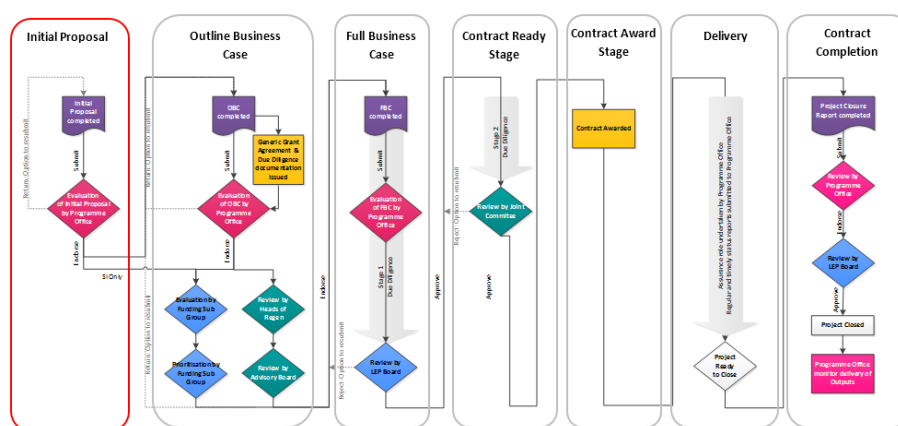 Initial Proposal
Initial
Proposal
completed
Submit
Evaluation
of Initial Proposal
by Programme
Office
Return: Option to resubmit
Endorse
SI Only
Outline Business
Case
OBC
completed
Generic Grant
Agreement &
Due Diligence
documentation
Issued
Submit
Evaluation of
OBC by
Programme
Office
Return: Option to resubmit
Endorse
Evaluation by
Funding Sub
Group
Prioritisation by
Funding Sub
Group
Review by
Heads of
Regen
Review by
Advisory Board
Return: Option to resubmit
Endorse
Full Business
Case
FBC
completed
Submit
Evaluation of
FBC by
Programme
Office
Stage 1
Due Diligence
Review by
LEP Board
Reject: Option to resubmit
Approve
Contract Ready
Stage
Stage 2
Due Diligence
Review by Joint
Commitee
Reject: Option to resubmit
Approve
Contract Award
Stage
Contract Awarded
Delivery
Assurance role undertaken by Programme Office
Regular and timely status reports submitted to Programme Office
Project
Ready
to Close
Contract
Completion
Project Closure
Report completed
Submit
Review by
Programme
Office
Endorse
Review by
LEP Board
Approve
Project Closed
Programme Office
monitor delivery of
Outputs